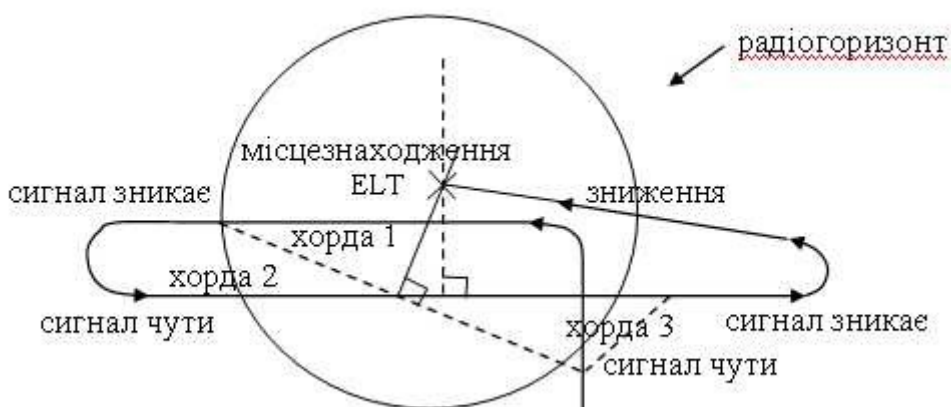 радіогоризонт
місцезнаходження
ELT
сигнал зникає
зниження
хорда 1
хорда 2
сигнал чути
хорда 3
сигнал зникає
сигнал чути